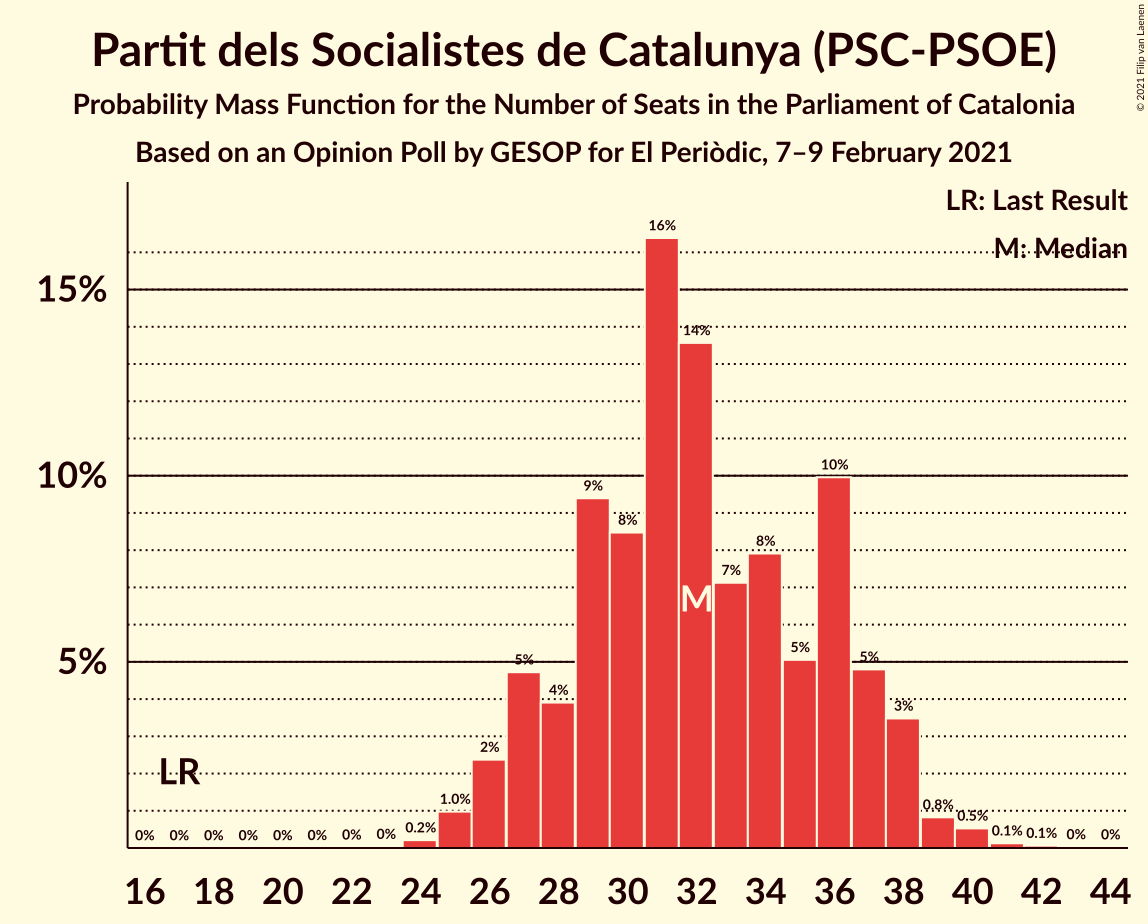 © 2021 Filip van Laenen
Partit dels Socialistes de Catalunya (PSC-PSOE)
Probability Mass Function for the Number of Seats in the Parliament of Catalonia
Based on an Opinion Poll by GESOP for El Periòdic, 7–9 February 2021
LR: Last Result
M: Median
15%
10%
5%
0% 0% 0% 0% 0% 0% 0% 0% 0.2% 1.0% 2% 5% 4% 9% 8% 16% 14% 7% 8% 5% 10% 5% 3% 0.8% 0.5% 0.1% 0.1% 0% 0%
LR
M
16 18 20 22 24 26 28 30 32 34 36 38 40 42 44